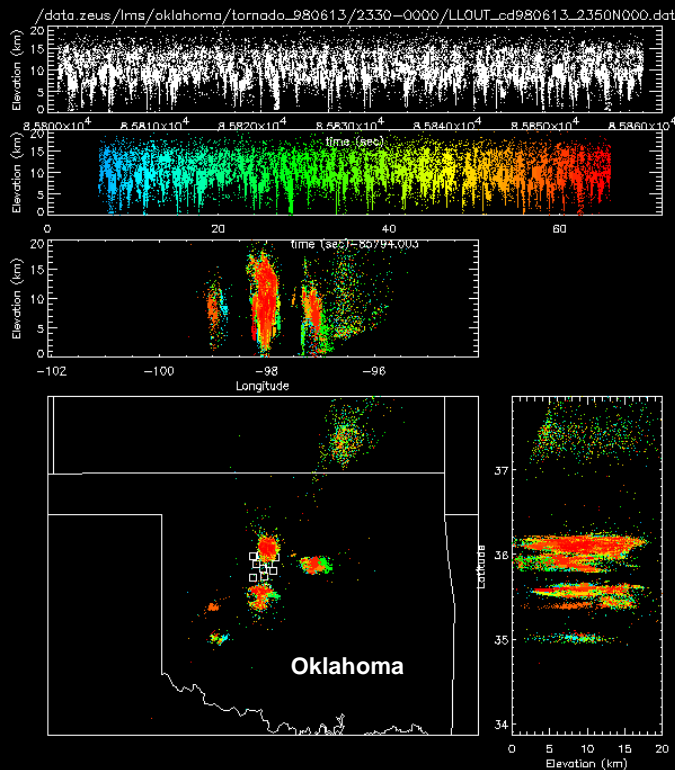 /data.zeus/lms/oklahoma/tornado_980613/2330-0000/LLOUT_cd980613_2350N000.dat
20
15
10
5
0
Elevation (km)
8.5800×10⁴ 8.5810×10⁴ 8.5820×10⁴ 8.5830×10⁴ 8.5840×10⁴ 8.5850×10⁴ 8.5860×10⁴
time (sec)
20
15
10
5
0
Elevation (km)
0 20 40 60
time (sec)-85794.003
20
15
10
5
0
Elevation (km)
-102 -100 -98 -96
Longitude
37
36
35
34
Latitude
Oklahoma
0 5 10 15 20
Elevation (km)